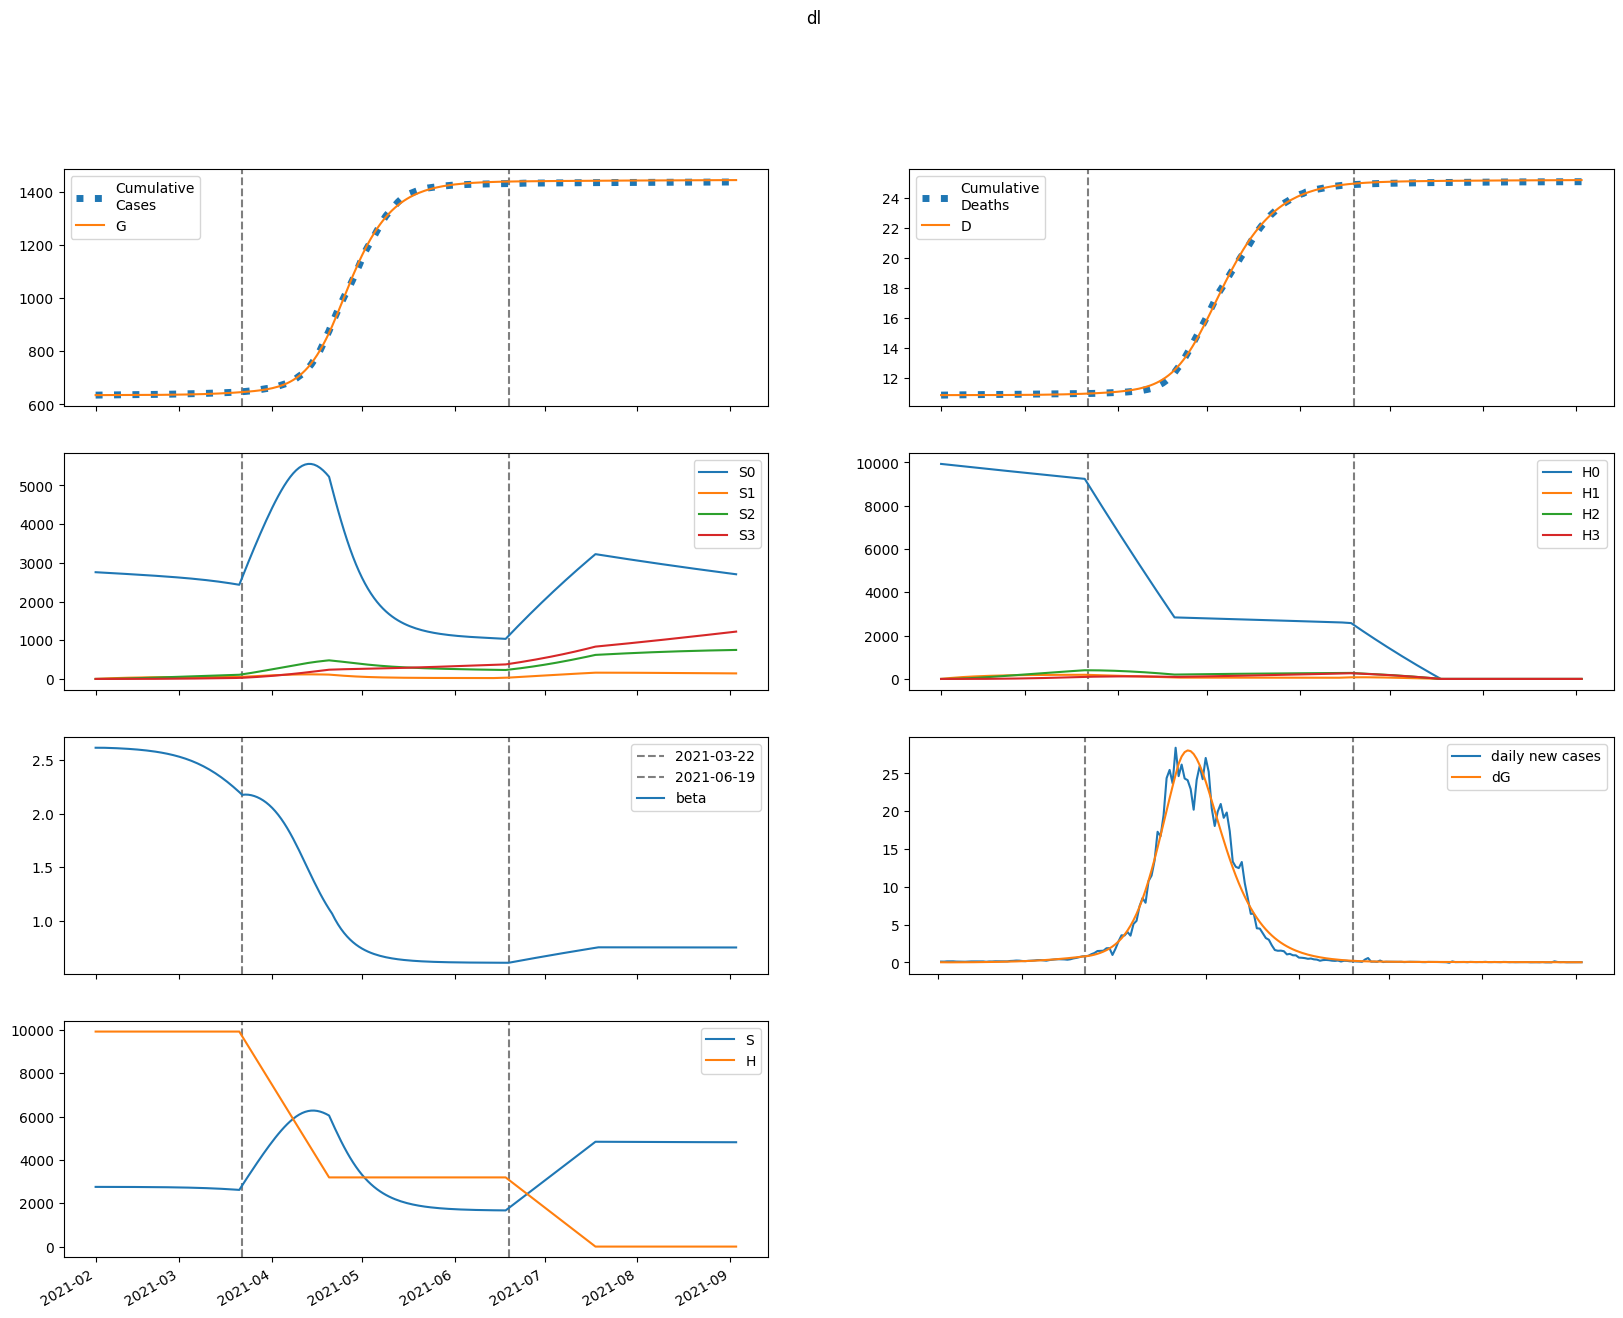 dl
1400
1200
1000
800
600
Cumulative
Cases
G
24
22
20
18
16
14
12
Cumulative
Deaths
D
5000
4000
3000
2000
1000
0
S0
S1
S2
S3
10000
8000
6000
4000
2000
0
H0
H1
H2
H3
2.5
2.0
1.5
1.0
2021-03-22
2021-06-19
beta
25
20
15
10
5
0
daily new cases
dG
10000
8000
6000
4000
2000
0
S
H
2021-02
2021-03
2021-04
2021-05
2021-06
2021-07
2021-08
2021-09